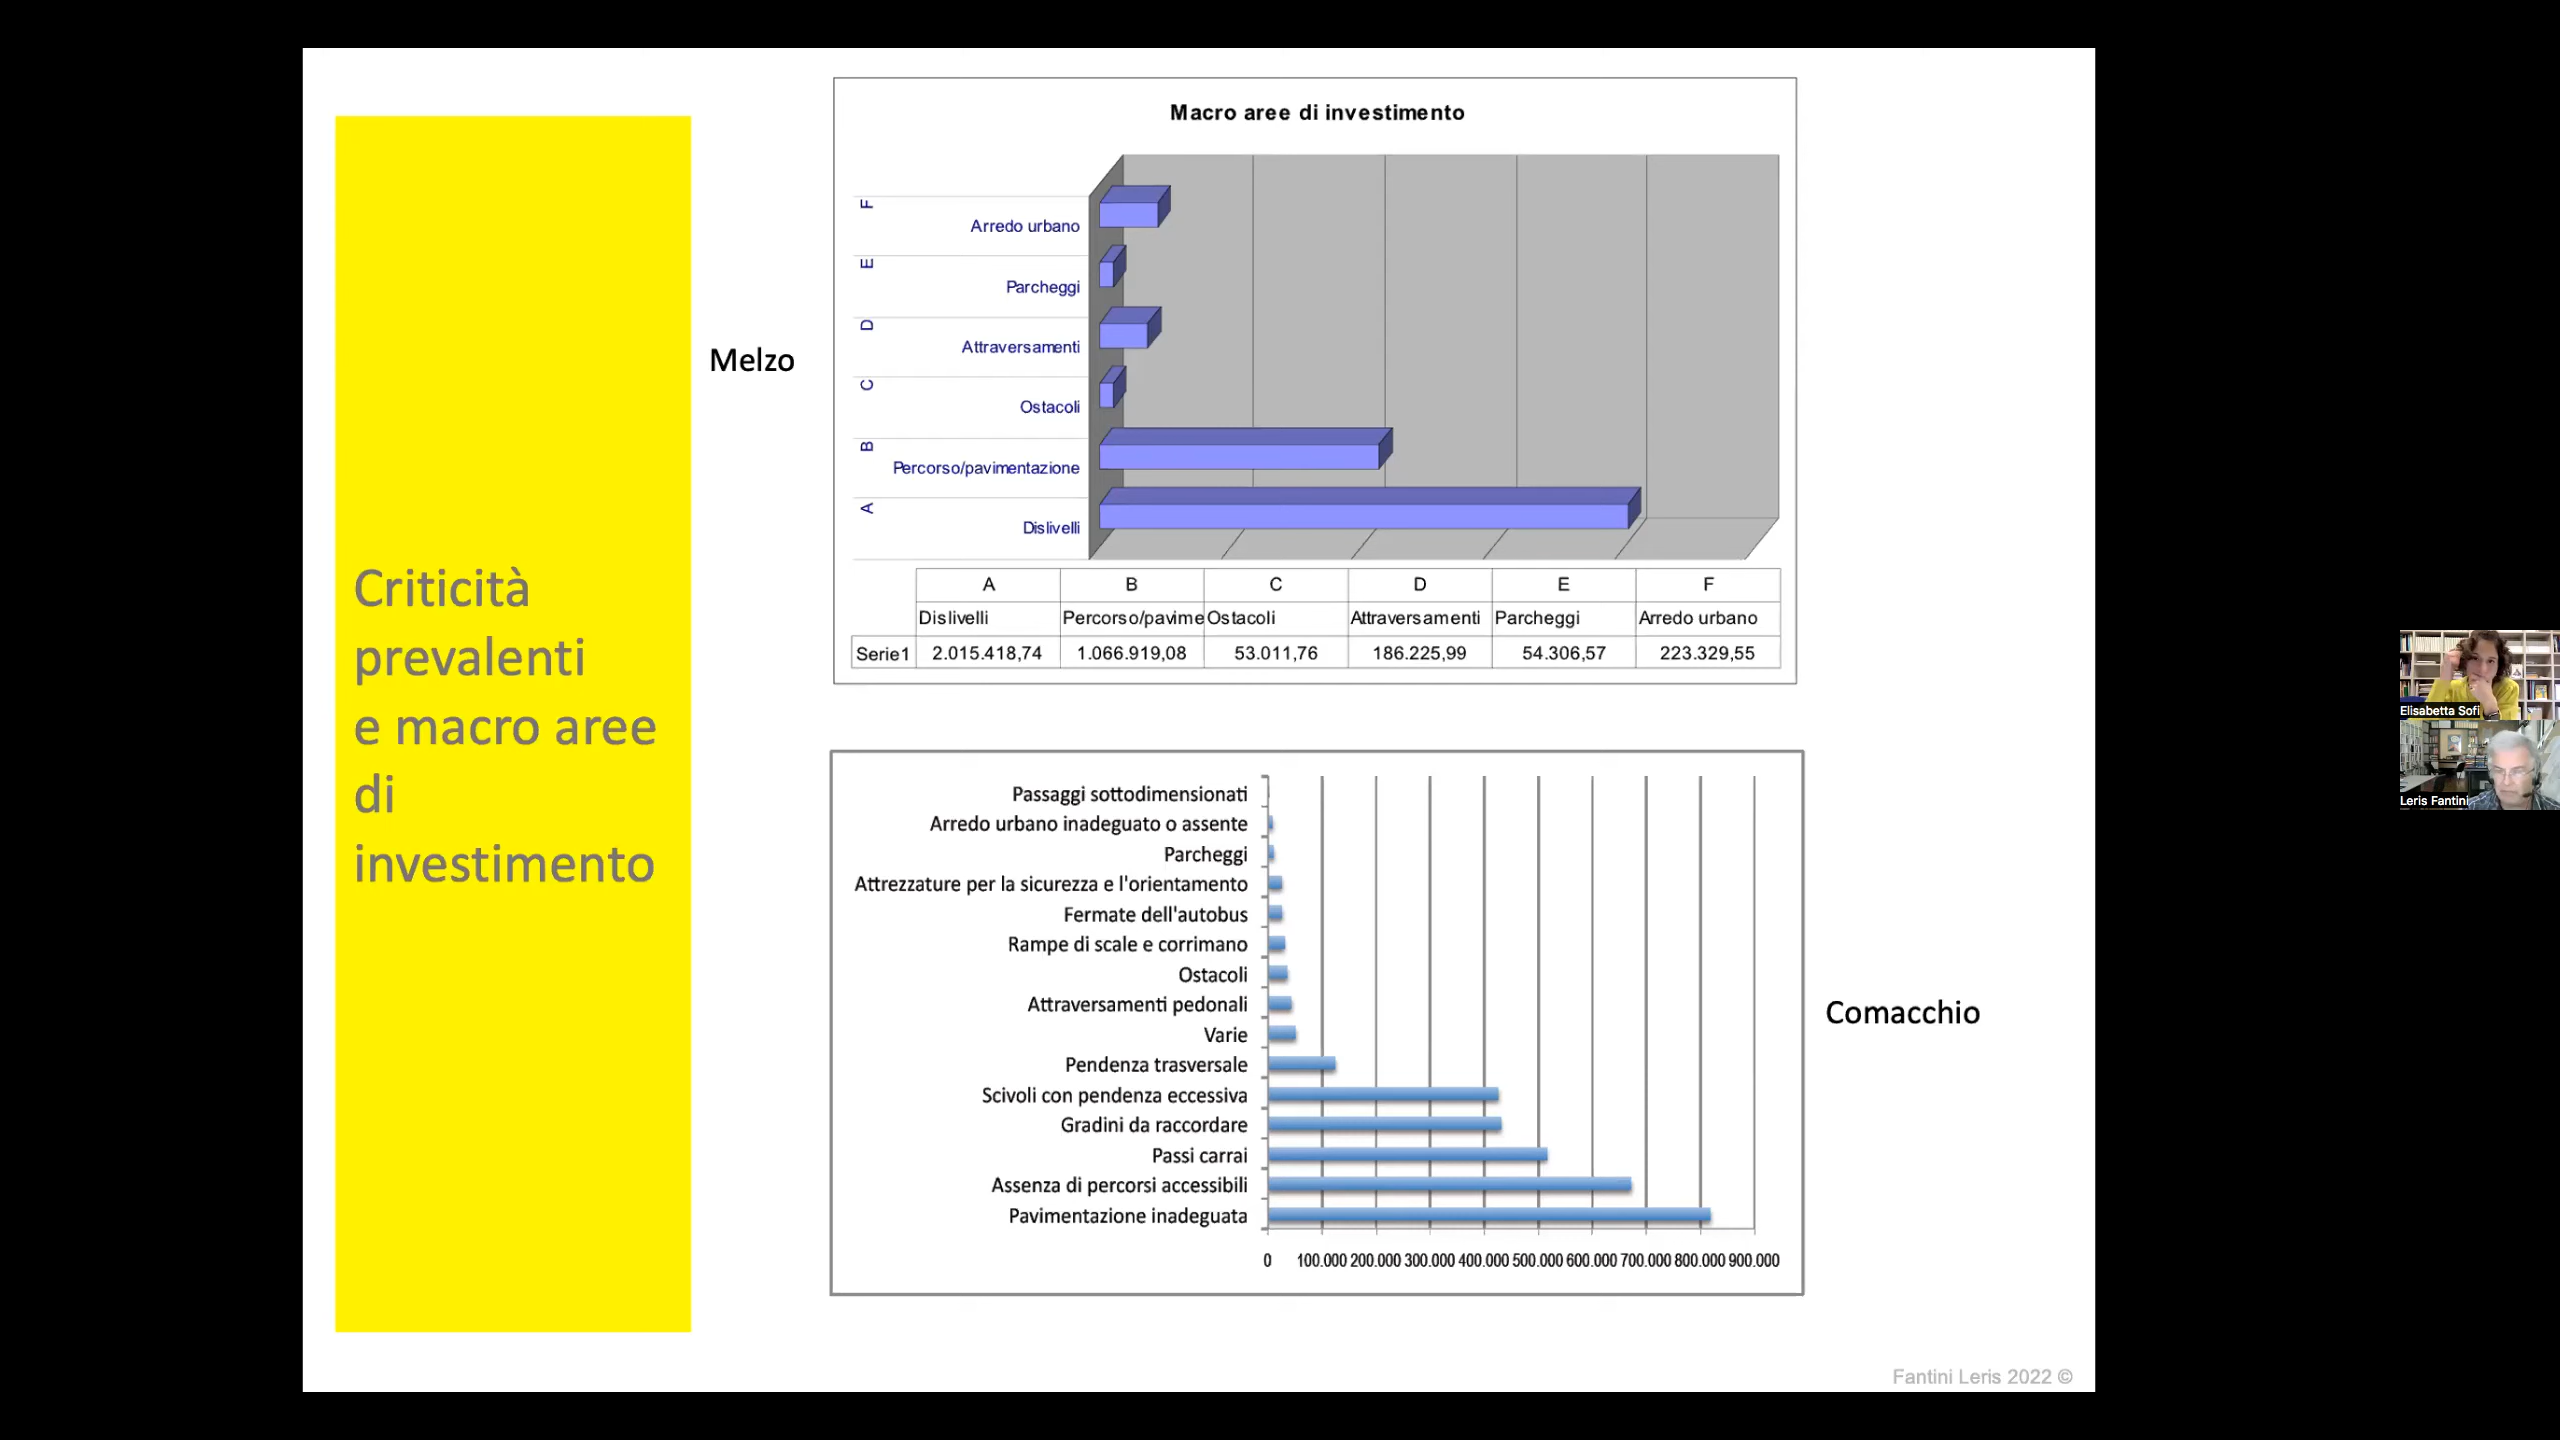 Criticità
prevalenti
e macro aree
di
investimento
Melzo
Macro aree di investimento
F
Arredo urbano
E
Parcheggi
D
Attraversamenti
C
Ostacoli
B
Percorso/pavimentazione
A
Dislivelli
A B C D E F
Dislivelli Percorso/pavime Ostacoli Attraversamenti Parcheggi Arredo urbano
Serie1 2.015.418,74 1.066.919,08 53.011,76 186.225,99 54.306,57 223.329,55
Passaggi sottodimensionati
Arredo urbano inadeguato o assente
Parcheggi
Attrezzature per la sicurezza e l'orientamento
Fermate dell'autobus
Rampe di scale e corrimano
Ostacoli
Attraversamenti pedonali
Varie
Pendenza trasversale
Scivoli con pendenza eccessiva
Gradini da raccordare
Passi carrai
Assenza di percorsi accessibili
Pavimentazione inadeguata
0 100.000 200.000 300.000 400.000 500.000 600.000 700.000 800.000 900.000
Comacchio
Fantini Leris 2022 ©
Elisabetta Sofi
Leris Fantini